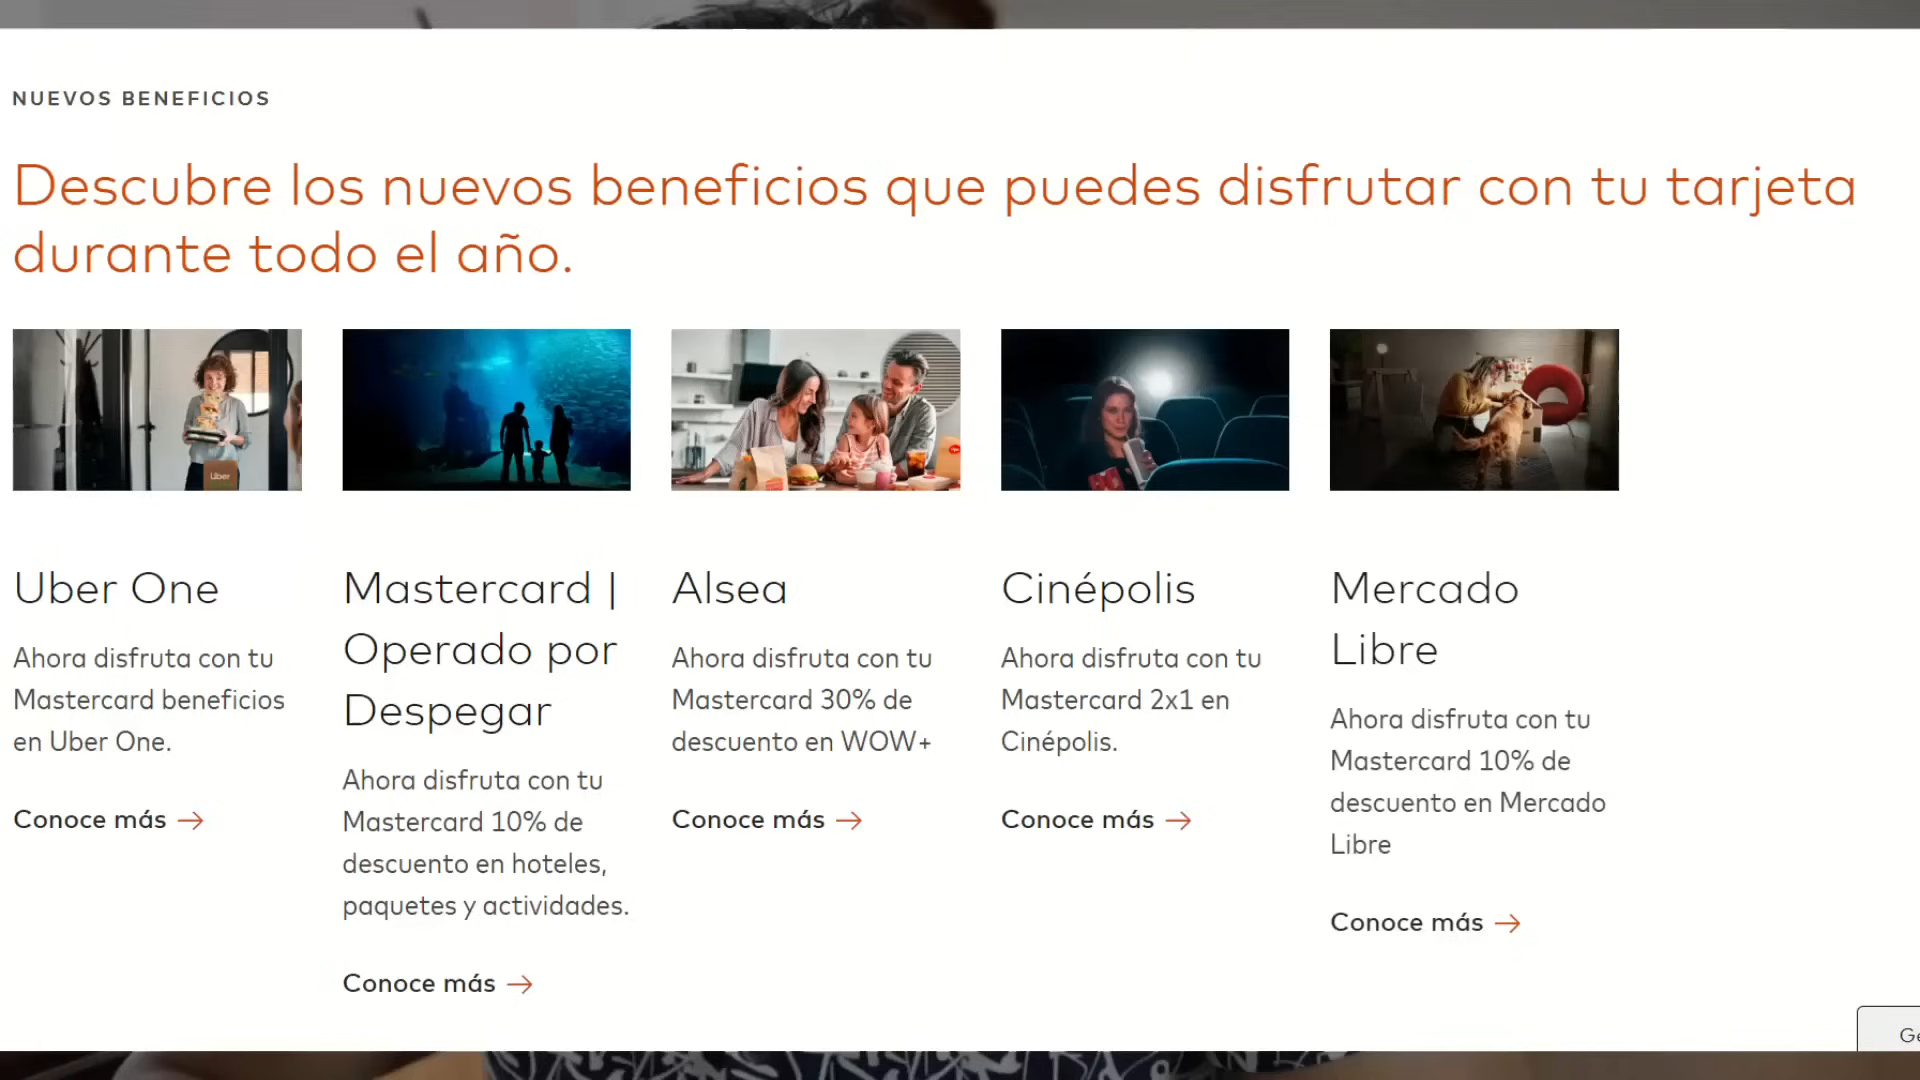 NUEVOS BENEFICIOS
Descubre los nuevos beneficios que puedes disfrutar con tu tarjeta
durante todo el año.
Uber
Uber One
Ahora disfruta con tu
Mastercard beneficios
en Uber One.
Conoce más
Mastercard |
Operado por
Despegar
Ahora disfruta con tu
Mastercard 10% de
descuento en hoteles,
paquetes y actividades.
Conoce más
Alsea
Ahora disfruta con tu
Mastercard 30% de
descuento en WOW+
Conoce más
Cinépolis
Ahora disfruta con tu
Mastercard 2x1 en
Cinépolis.
Conoce más
Mercado
Libre
Ahora disfruta con tu
Mastercard 10% de
descuento en Mercado
Libre
Conoce más